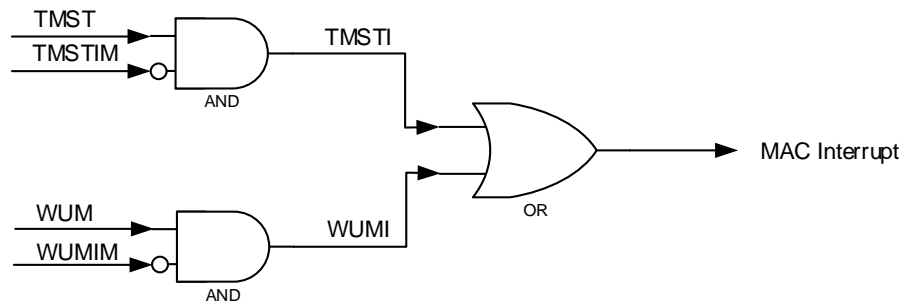 TMST
TMSTIM
AND
TMSTI
MAC Interrupt
OR
WUM
WUMIM
AND
WUMI